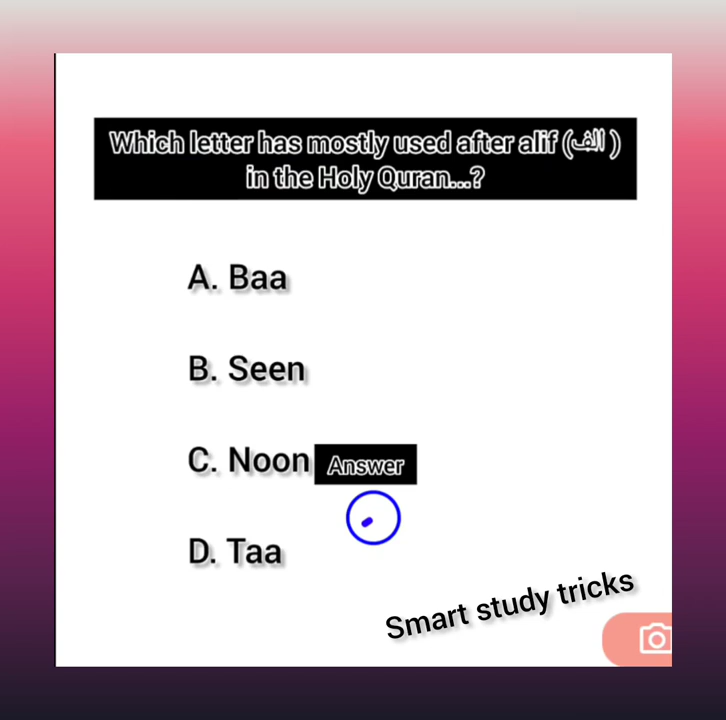 Which letter has mostly used after alif (الف )
in the Holy Quran...?
A. Baa
B. Seen
C. Noon Answer
D. Taa
Smart study tricks